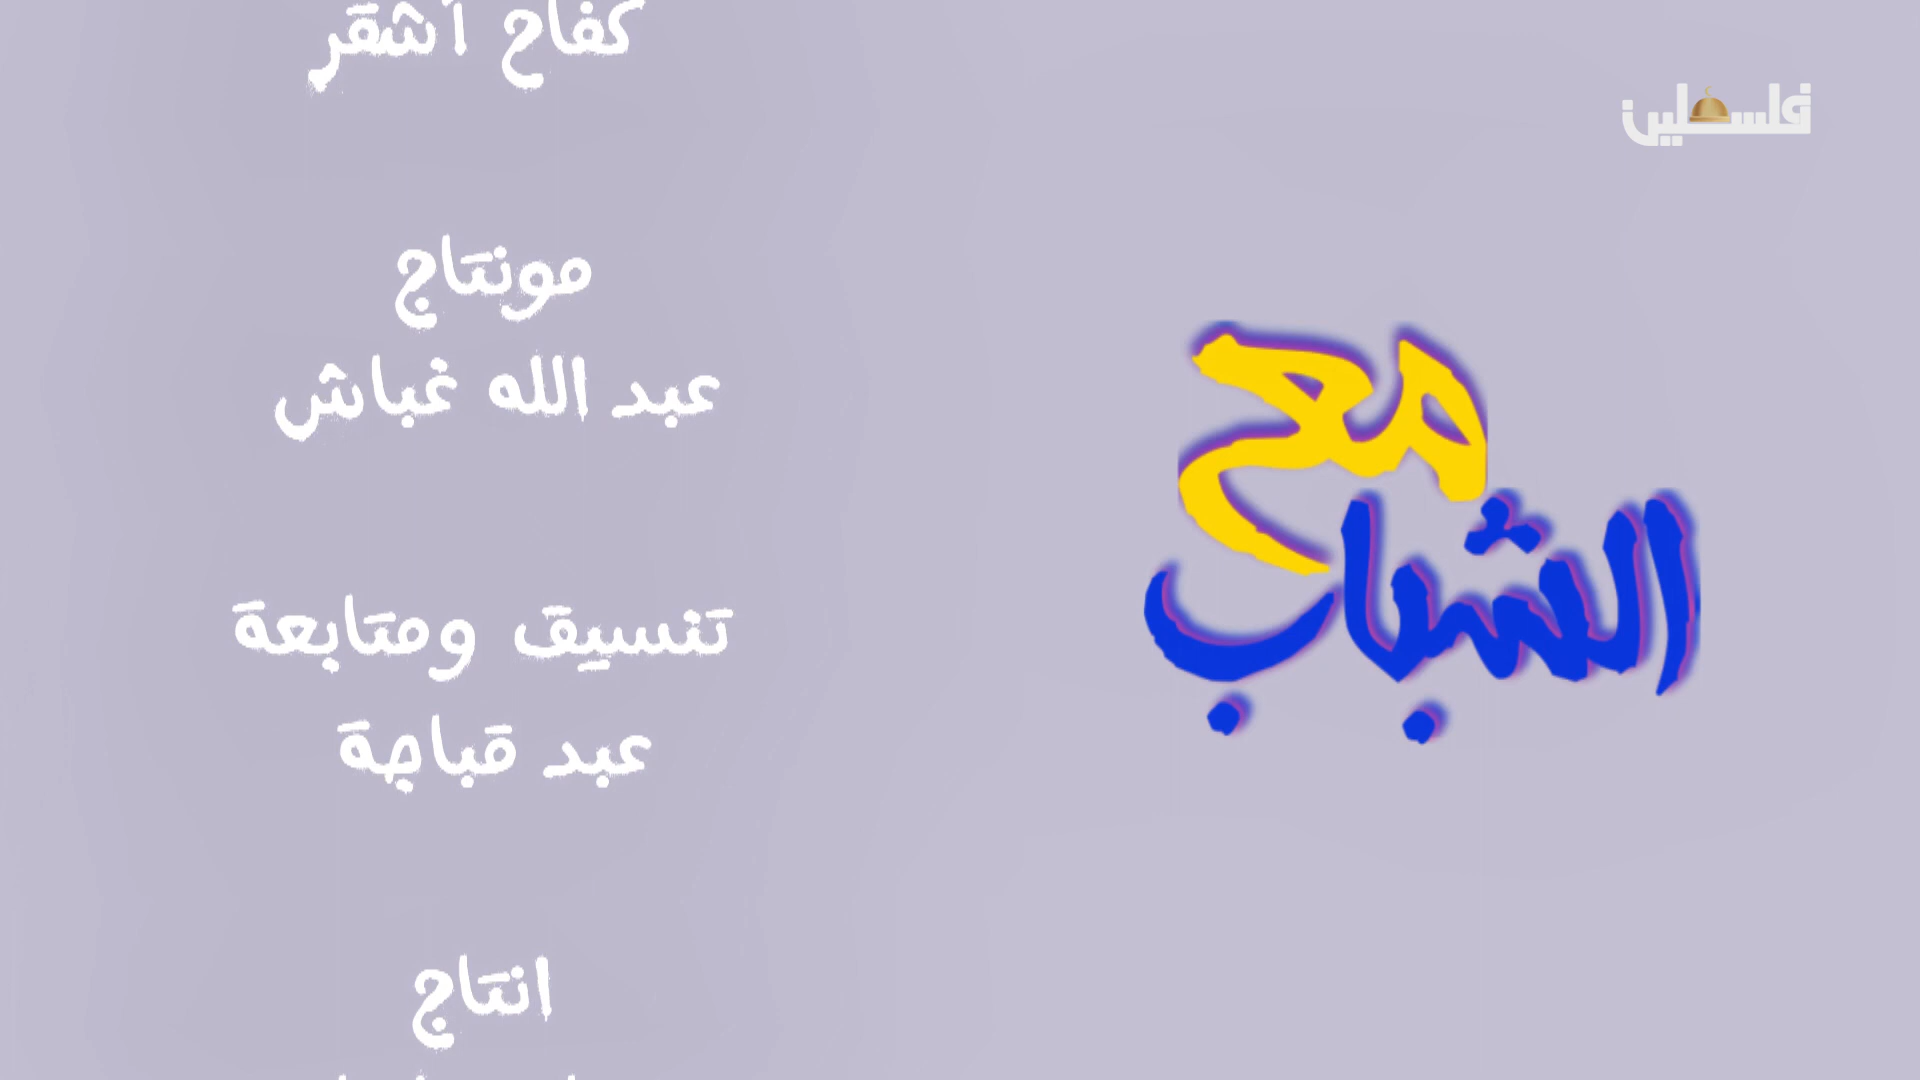 كفاح أشقر
مونتاج
عبد الله غباش
تنسيق ومتابعة
عبد قباجة
انتاج
فلسطين
مع
الشباب